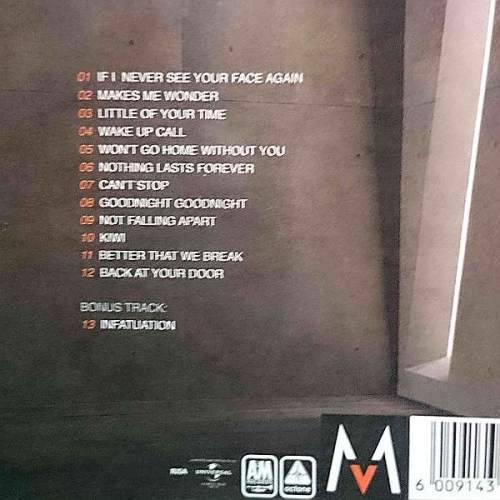 01 IF I NEVER SEE YOUR FACE AGAIN
02 MAKES ME WONDER
03 LITTLE OF YOUR TIME
04 WAKE UP CALL
05 WON'T GO HOME WITHOUT YOU
06 NOTHING LASTS FOREVER
07 CAN'T STOP
08 GOODNIGHT GOODNIGHT
09 NOT FALLING APART
10 KIWI
11 BETTER THAT WE BREAK
12 BACK AT YOUR DOOR
BONUS TRACK:
13 INFATUATION
RISA UNIVERSAL A&M octone M
6 009143